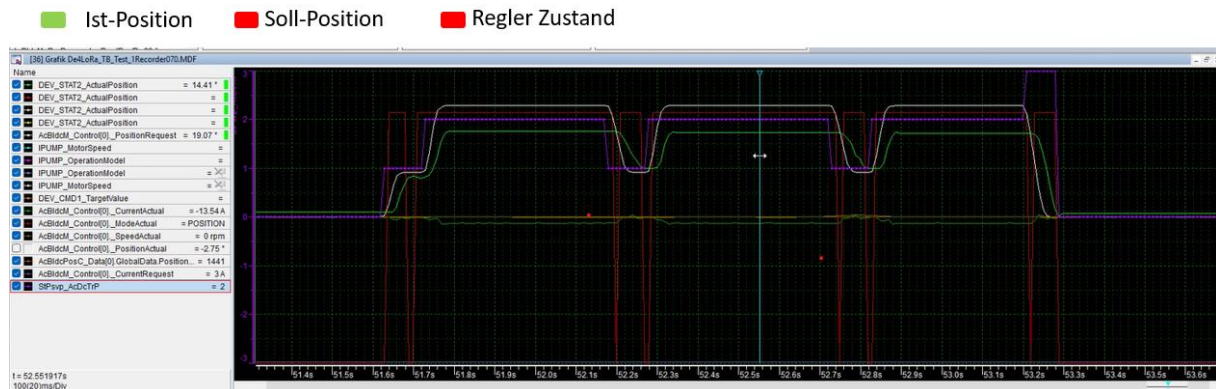 Ist-Position Soll-Position Regler Zustand
[36] Grafik De4LoRa_TB_Test_1Recorder070.MDF
Name
DEV_STAT2_ActualPosition = 14.41 °
DEV_STAT2_ActualPosition =
DEV_STAT2_ActualPosition =
DEV_STAT2_ActualPosition =
AcBldcM_Control[0]._PositionRequest = 19.07 °
IPUMP_MotorSpeed =
IPUMP_OperationModel =
IPUMP_OperationModel =
IPUMP_MotorSpeed =
DEV_CMD1_TargetValue =
AcBldcM_Control[0]._CurrentActual = -13.54 A
AcBldcM_Control[0]._ModeActual = POSITION
AcBldcM_Control[0]._SpeedActual = 0 rpm
AcBldcM_Control[0]._PositionActual = -2.75 °
AcBldcPosC_Data[0].GlobalData.Position... = 1441
AcBldcM_Control[0]._CurrentRequest = 3 A
StPsvp_AcDcTrP = 2
3
2
1
0
-1
-2
-3
51.4s 51.5s 51.6s 51.7s 51.8s 51.9s 52.0s 52.1s 52.2s 52.3s 52.4s 52.5s 52.6s 52.7s 52.8s 52.9s 53.0s 53.1s 53.2s 53.3s 53.4s 53.5s 53.6s
t = 52.551917s
100(20)ms/Div